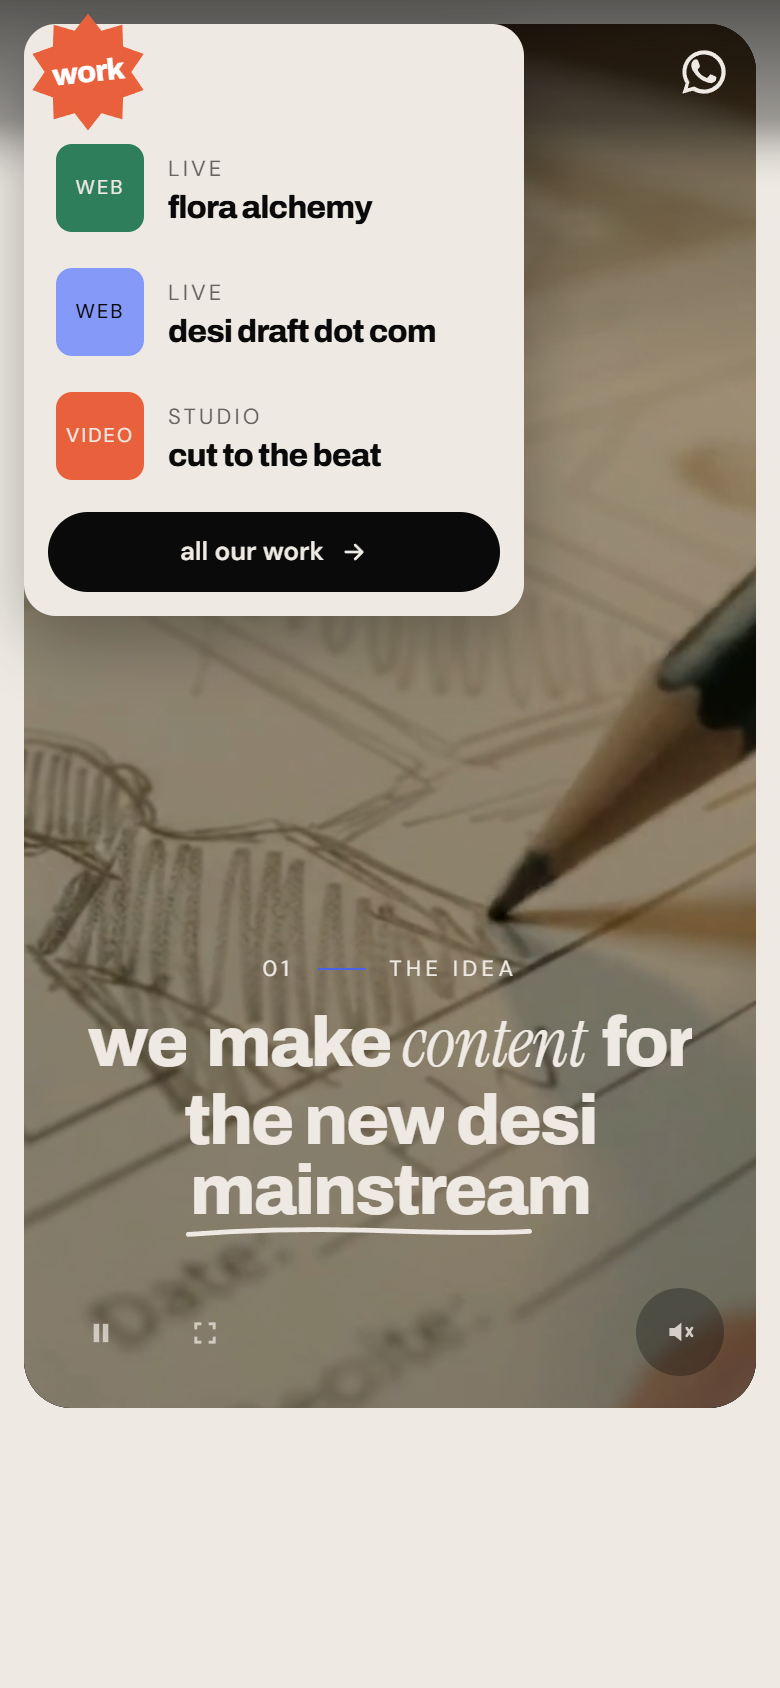 work
WEB
LIVE
flora alchemy
WEB
LIVE
desi draft dot com
VIDEO
STUDIO
cut to the beat
all our work →
01 — THE IDEA
we make content for
the new desi
mainstream
Date: